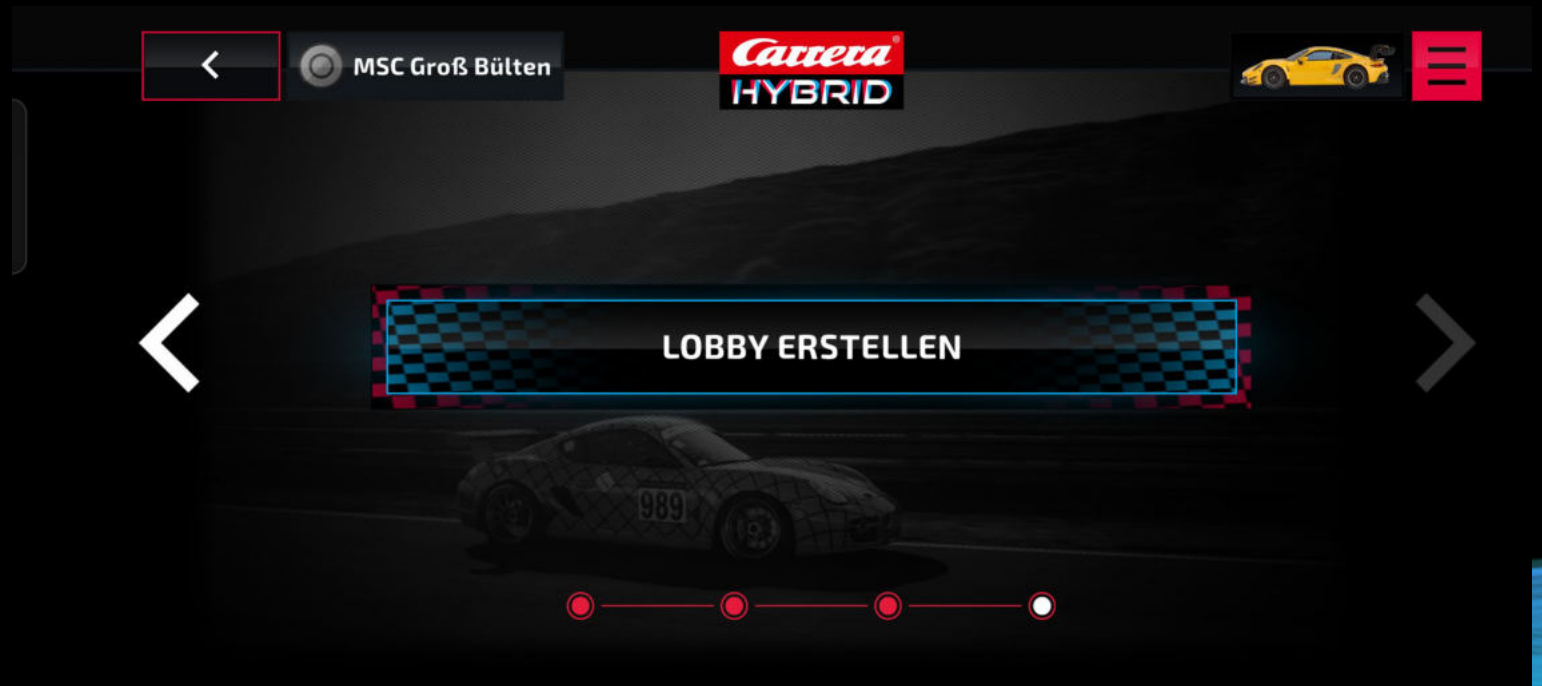 MSC Groß Bülten
Carrera®
HYBRID
LOBBY ERSTELLEN
989